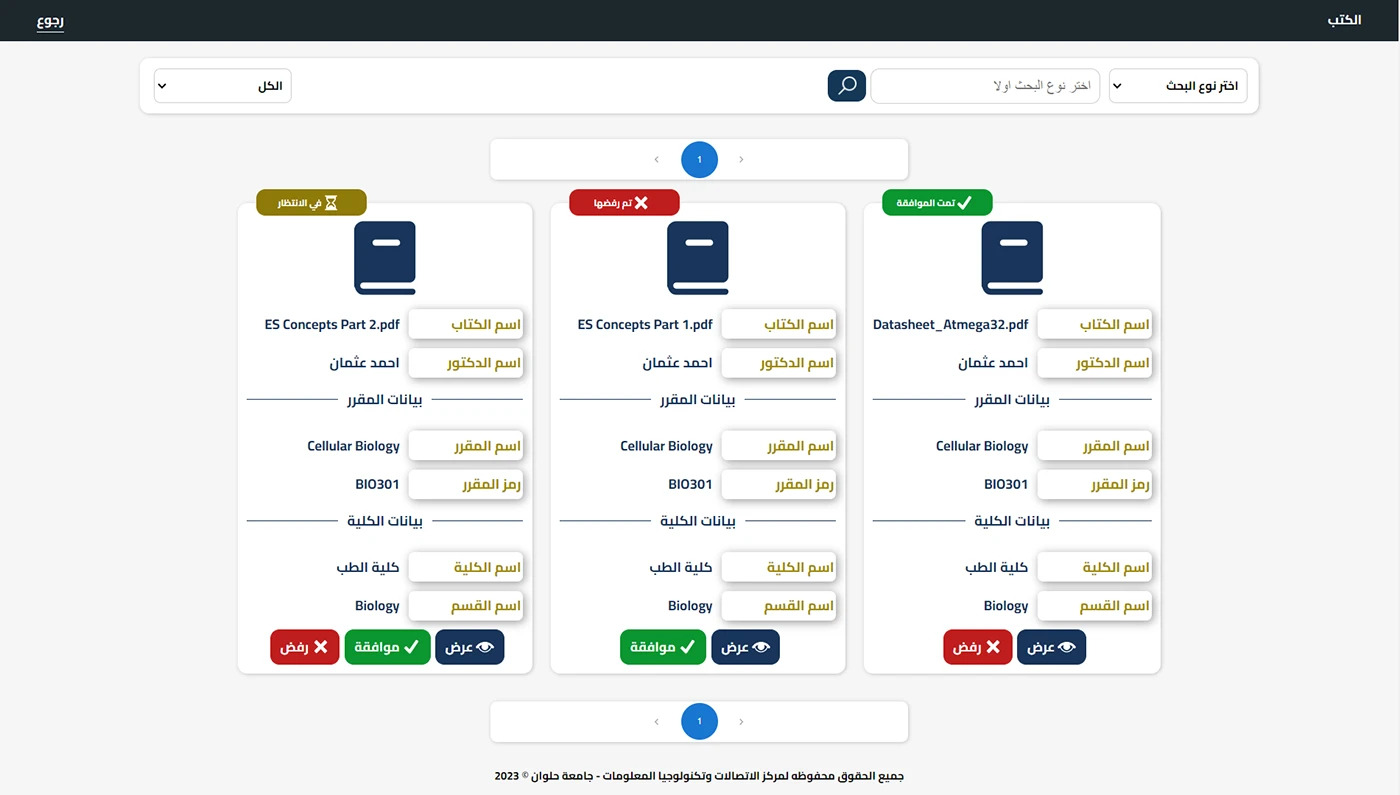 الكتب
رجوع
اختر نوع البحث
اختر نوع البحث اولا
الكل
1
تمت الموافقة
اسم الكتاب Datasheet_Atmega32.pdf
اسم الدكتور احمد عثمان
بيانات المقرر
اسم المقرر Cellular Biology
رمز المقرر BIO301
بيانات الكلية
اسم الكلية كلية الطب
اسم القسم Biology
عرض
رفض
تم رفضها
اسم الكتاب ES Concepts Part 1.pdf
اسم الدكتور احمد عثمان
بيانات المقرر
اسم المقرر Cellular Biology
رمز المقرر BIO301
بيانات الكلية
اسم الكلية كلية الطب
اسم القسم Biology
عرض
موافقة
في الانتظار
اسم الكتاب ES Concepts Part 2.pdf
اسم الدكتور احمد عثمان
بيانات المقرر
اسم المقرر Cellular Biology
رمز المقرر BIO301
بيانات الكلية
اسم الكلية كلية الطب
اسم القسم Biology
عرض
موافقة
رفض
1
جميع الحقوق محفوظه لمركز الاتصالات وتكنولوجيا المعلومات - جامعة حلوان © 2023